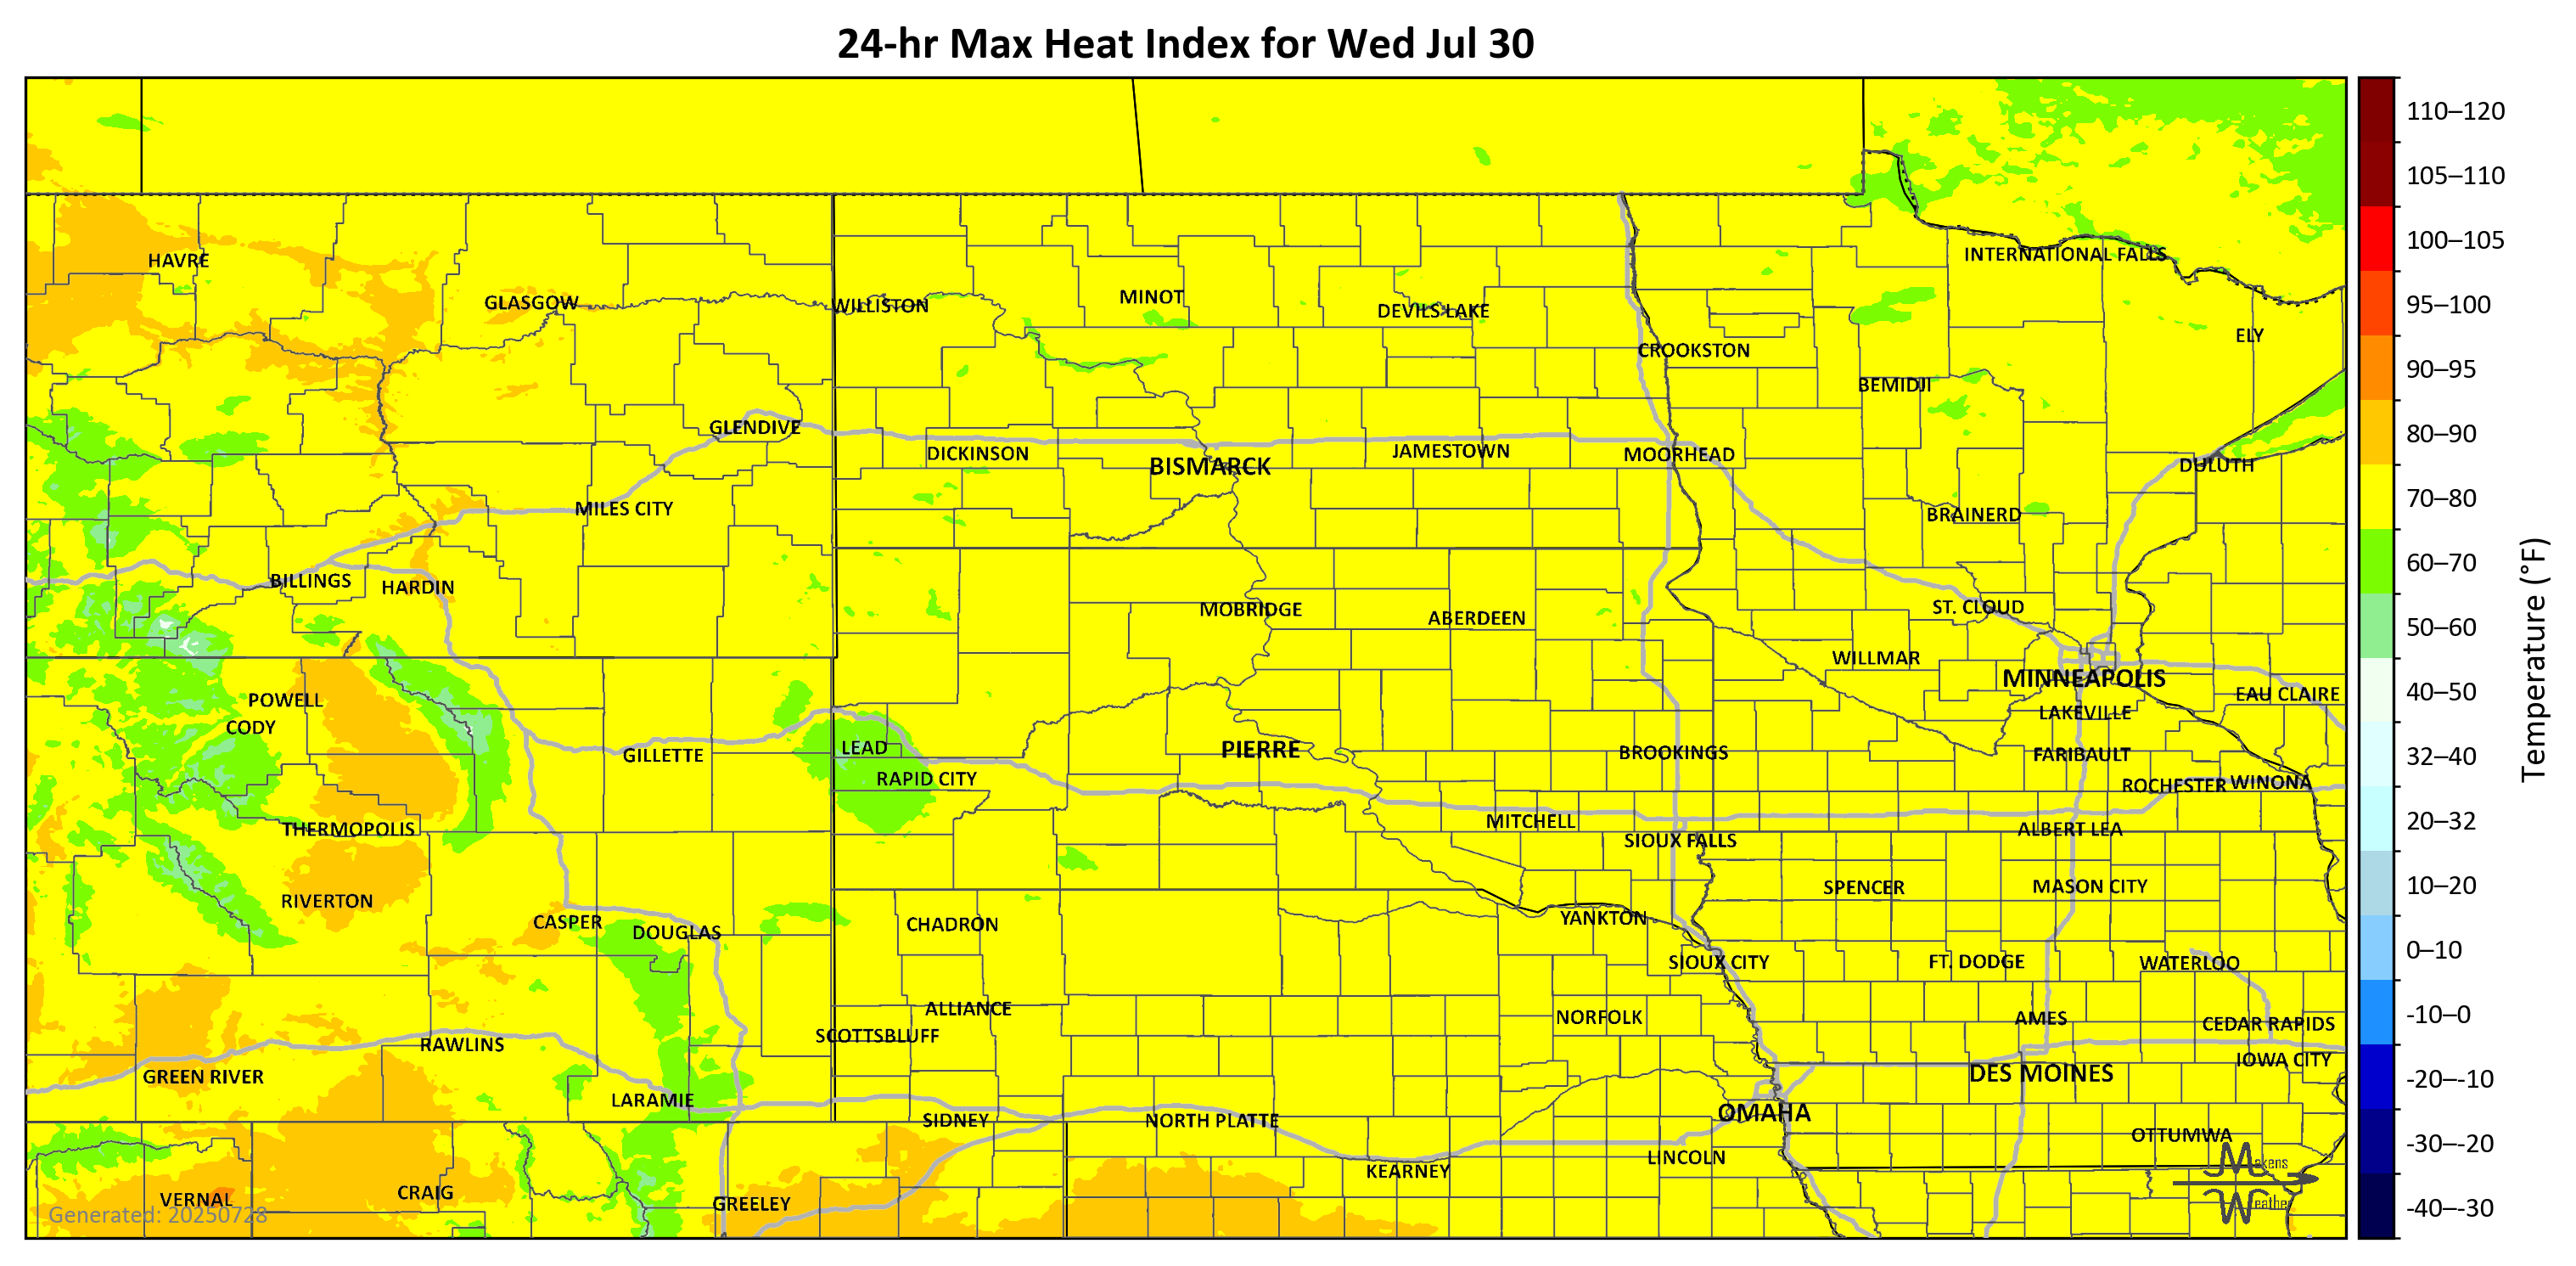 24-hr Max Heat Index for Wed Jul 30
110–120
105–110
100–105
95–100
90–95
80–90
70–80
60–70
50–60
40–50
32–40
20–32
10–20
0–10
-10–0
-20–-10
-30–-20
-40–-30
Temperature (°F)
HAVRE
INTERNATIONAL FALLS
GLASGOW
WILLISTON
MINOT
DEVILS LAKE
ELY
CROOKSTON
BEMIDJI
GLENDIVE
DICKINSON
BISMARCK
JAMESTOWN
MOORHEAD
DULUTH
MILES CITY
BRAINERD
BILLINGS
HARDIN
MOBRIDGE
ABERDEEN
ST. CLOUD
WILLMAR
MINNEAPOLIS
POWELL
EAU CLAIRE
CODY
LAKEVILLE
GILLETTE
LEAD
PIERRE
BROOKINGS
FARIBAULT
RAPID CITY
ROCHESTER
WINONA
THERMOPOLIS
MITCHELL
SIOUX FALLS
ALBERT LEA
RIVERTON
SPENCER
MASON CITY
CASPER
DOUGLAS
CHADRON
YANKTON
SIOUX CITY
FT. DODGE
WATERLOO
ALLIANCE
NORFOLK
AMES
CEDAR RAPIDS
RAWLINS
SCOTTSBLUFF
IOWA CITY
GREEN RIVER
DES MOINES
LARAMIE
SIDNEY
NORTH PLATTE
OMAHA
OTTUMWA
KEARNEY
LINCOLN
VERNAL
CRAIG
GREELEY
Generated: 20250728
Makens
Weather